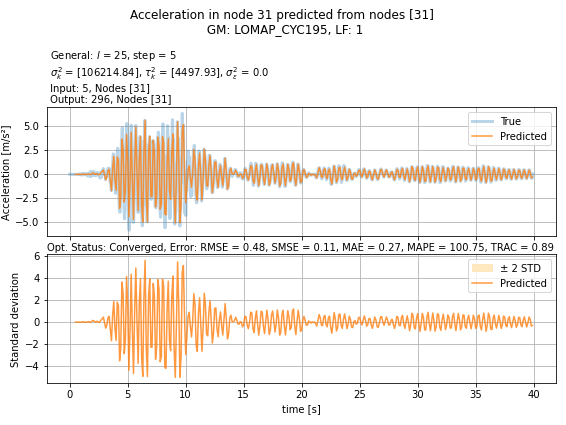 Acceleration in node 31 predicted from nodes [31]
GM: LOMAP_CYC195, LF: 1
General: l = 25, step = 5
σ²ₖ = [106214.84], τ²ₖ = [4497.93], σ²ε = 0.0
Input: 5, Nodes [31]
Output: 296, Nodes [31]
Acceleration [m/s²]
5.0
2.5
0.0
−2.5
−5.0
True
Predicted
Opt. Status: Converged, Error: RMSE = 0.48, SMSE = 0.11, MAE = 0.27, MAPE = 100.75, TRAC = 0.89
Standard deviation
6
4
2
0
−2
−4
± 2 STD
Predicted
0 5 10 15 20 25 30 35 40
time [s]